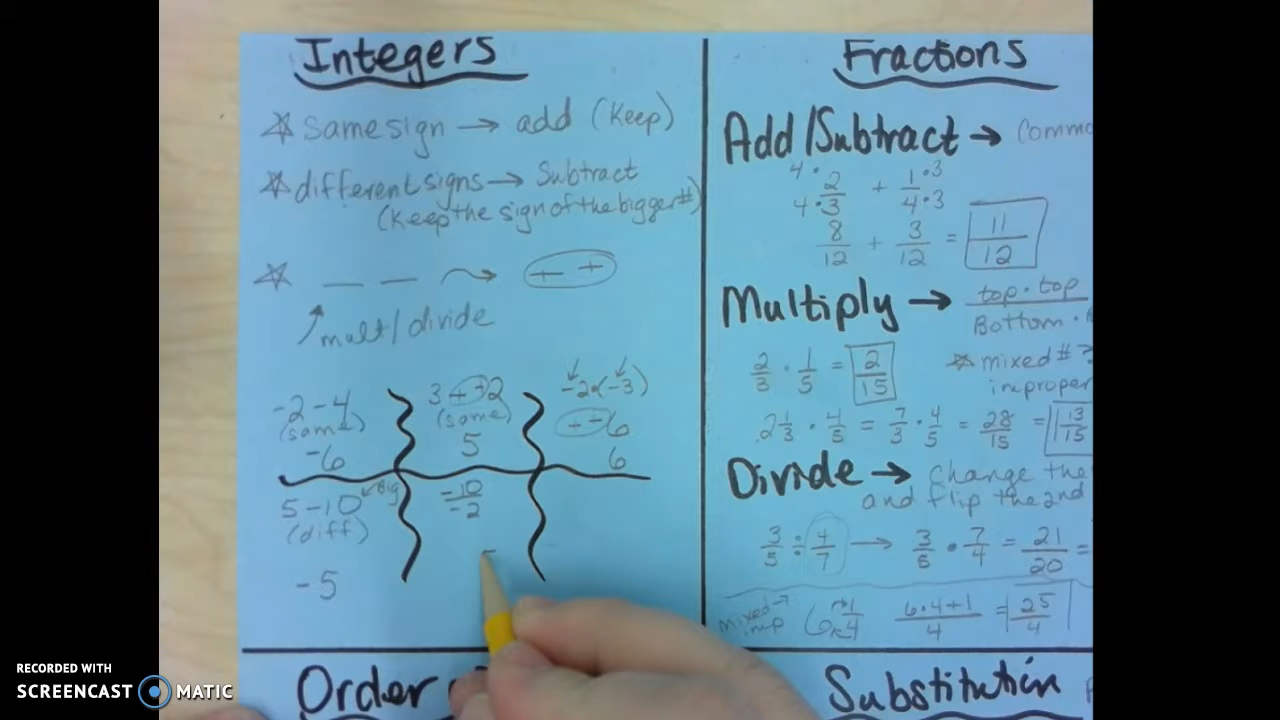 Integers
☆ same sign → add (Keep)
☆ different signs → Subtract
(Keep the sign of the bigger #)
☆ — — → + +
mult/divide
-2-4
(same)
-6
3++2
(same)
5
-2(-3)
+-6
6
5-10 Big
(diff)
-5
-10/-2
-
Fractions
Add/Subtract →
4·2/4·3 + 1·3/4·3
8/12 + 3/12 = 11/12
Multiply → top·top/Bottom·
2/3 · 1/5 = 2/15
☆ mixed #?
improper
2 1/3 · 4/5 = 7/3 · 4/5 = 28/15 = 1 13/15
Divide → Change the
and flip the 2nd
3/5 ÷ 4/7 → 3/5 · 7/4 = 21/20 =
Mixed →
imp
6 1/4
6·4+1/4 = 25/4
Order
Substitution
RECORDED WITH
SCREENCAST MATIC